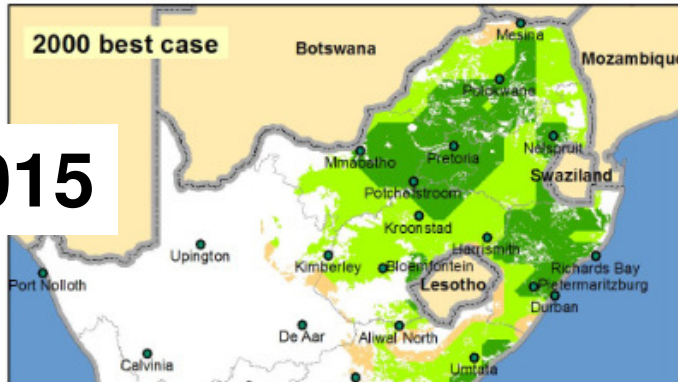 2000 best case
Botswana
Mesina
Mozambique
Polokwane
015
Mmabatho
Pretoria
Nelspruit
Swaziland
Potchefstroom
Kroonstad
Upington
Harrismith
Kimberley
Bloemfontein
Richards Bay
Port Nolloth
Lesotho
Pietermaritzburg
Durban
De Aar
Aliwal North
Calvinia
Umtata